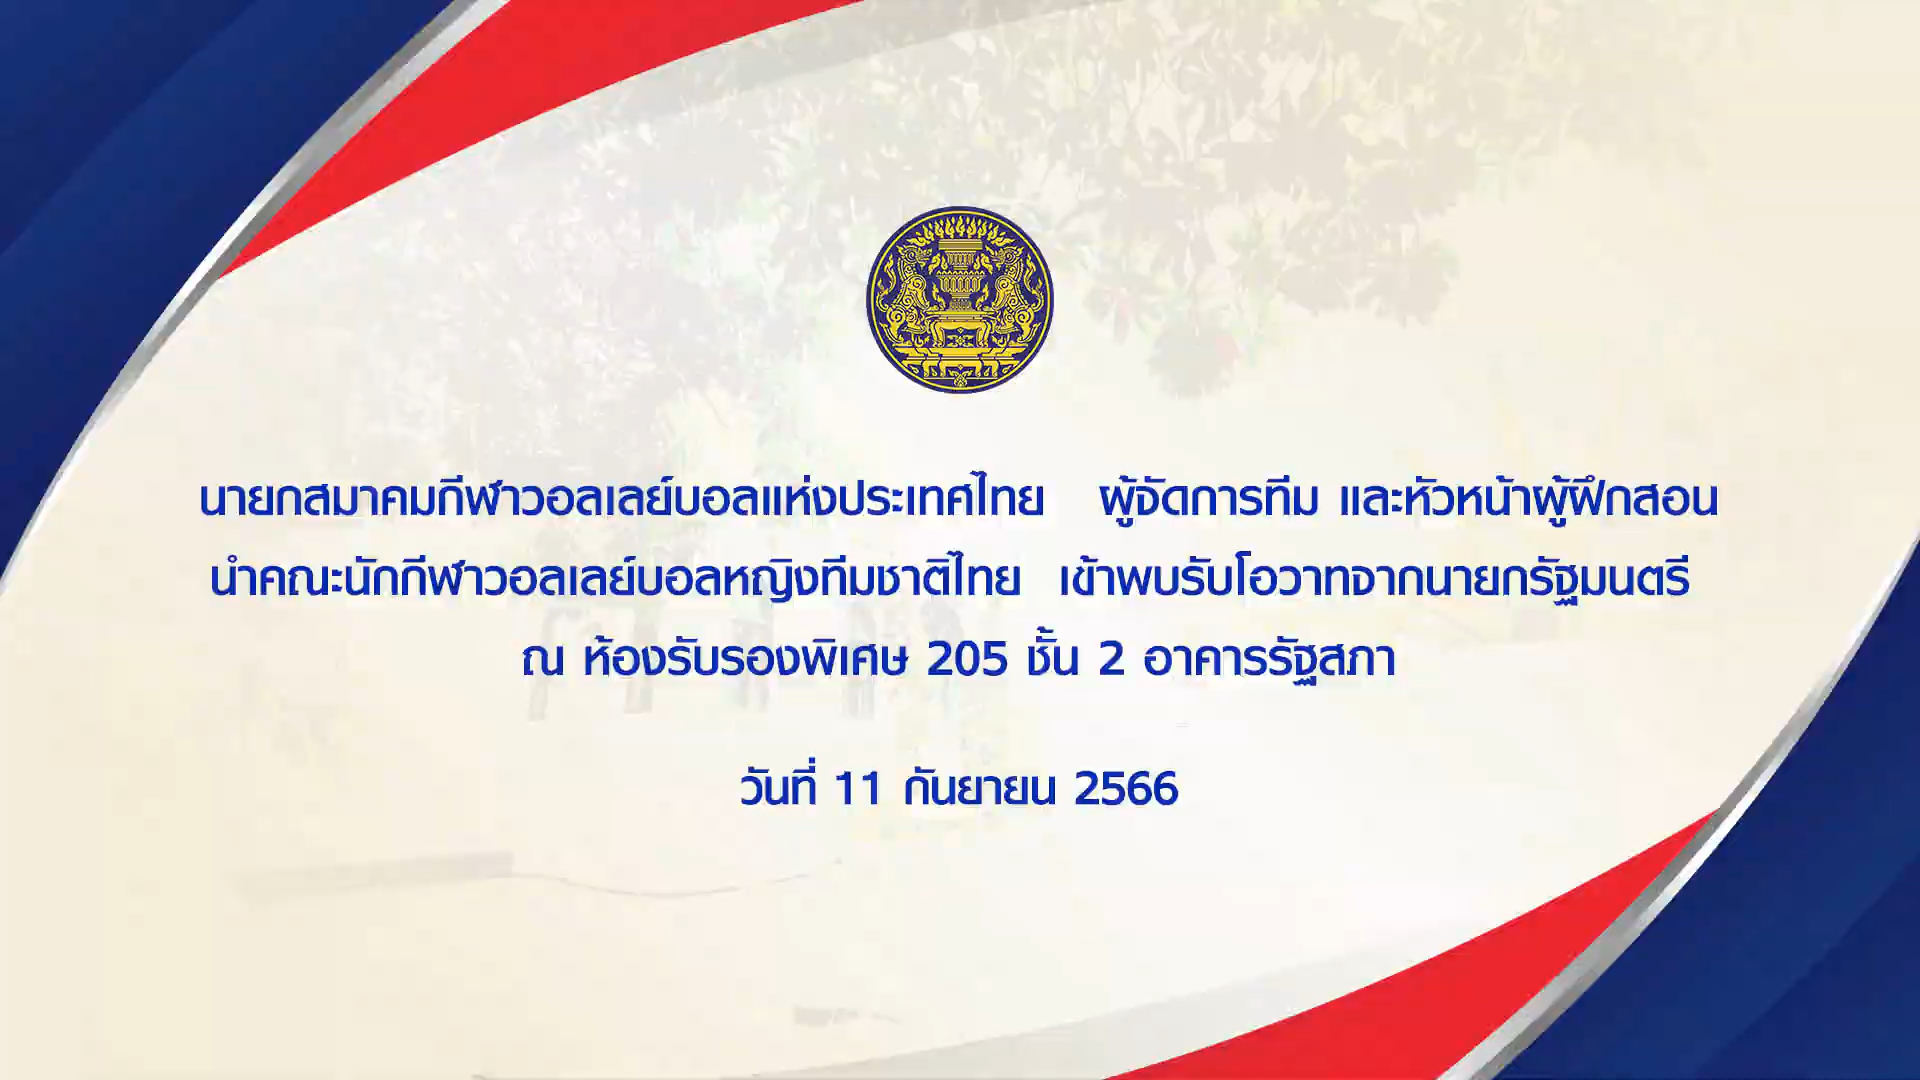 นายกสมาคมกีฬาวอลเลย์บอลแห่งประเทศไทย ผู้จัดการทีม และหัวหน้าผู้ฝึกสอน
นำคณะนักกีฬาวอลเลย์บอลหญิงทีมชาติไทย เข้าพบรับโอวาทจากนายกรัฐมนตรี
ณ ห้องรับรองพิเศษ 205 ชั้น 2 อาคารรัฐสภา
วันที่ 11 กันยายน 2566